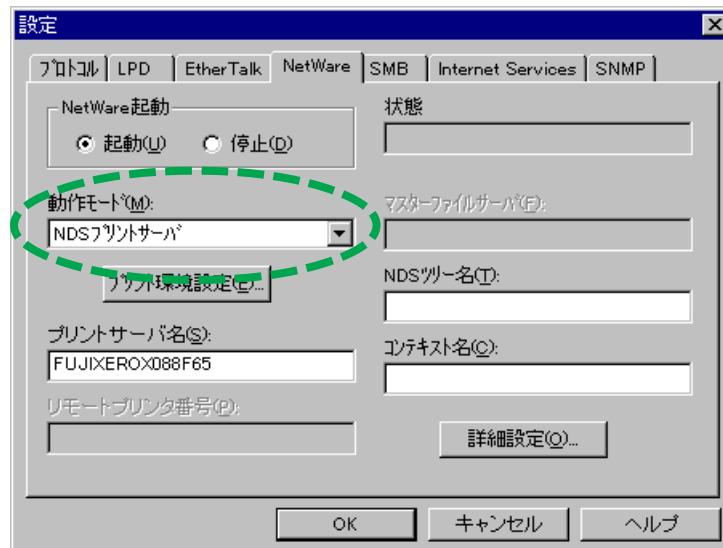 設定
ﾌﾟﾛﾄｺﾙ LPD EtherTalk NetWare SMB Internet Services SNMP
NetWare起動
起動(U) 停止(D)
状態
動作ﾓｰﾄﾞ(M):
NDSﾌﾟﾘﾝﾄｻｰﾊﾞ
ﾏｽﾀｰﾌｧｲﾙｻｰﾊﾞ(F):
ﾌﾟﾘﾝﾄ環境設定(E)...
NDSﾂﾘｰ名(T):
プリントサーバ名(S):
FUJIXEROX088F65
ｺﾝﾃｷｽﾄ名(C):
リモートプリンタ番号(P):
詳細設定(O)...
OK キャンセル ヘルプ